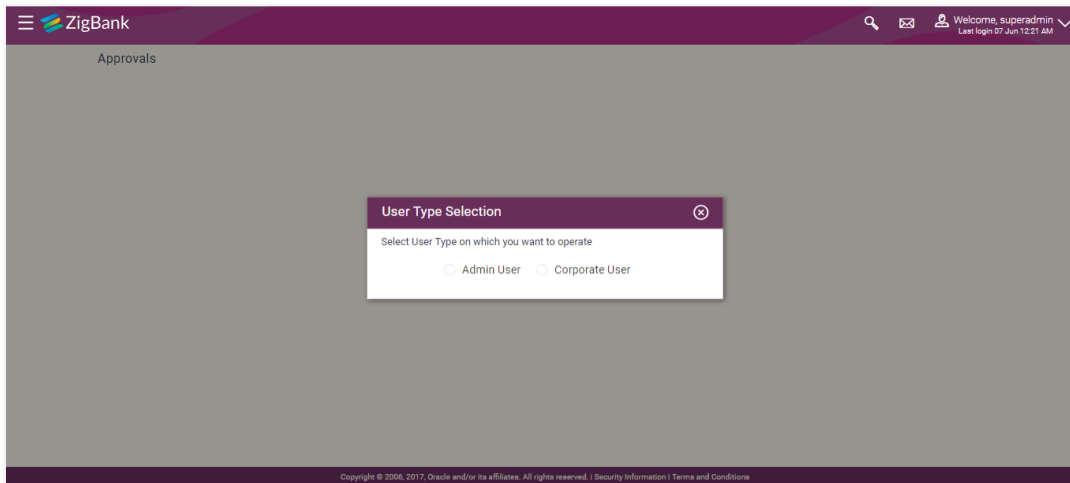 ZigBank
Welcome, superadmin
Last login 07 Jun 12:21 AM
Approvals
User Type Selection
Select User Type on which you want to operate
Admin User Corporate User
Copyright © 2006, 2017, Oracle and/or its affiliates. All rights reserved. | Security Information | Terms and Conditions